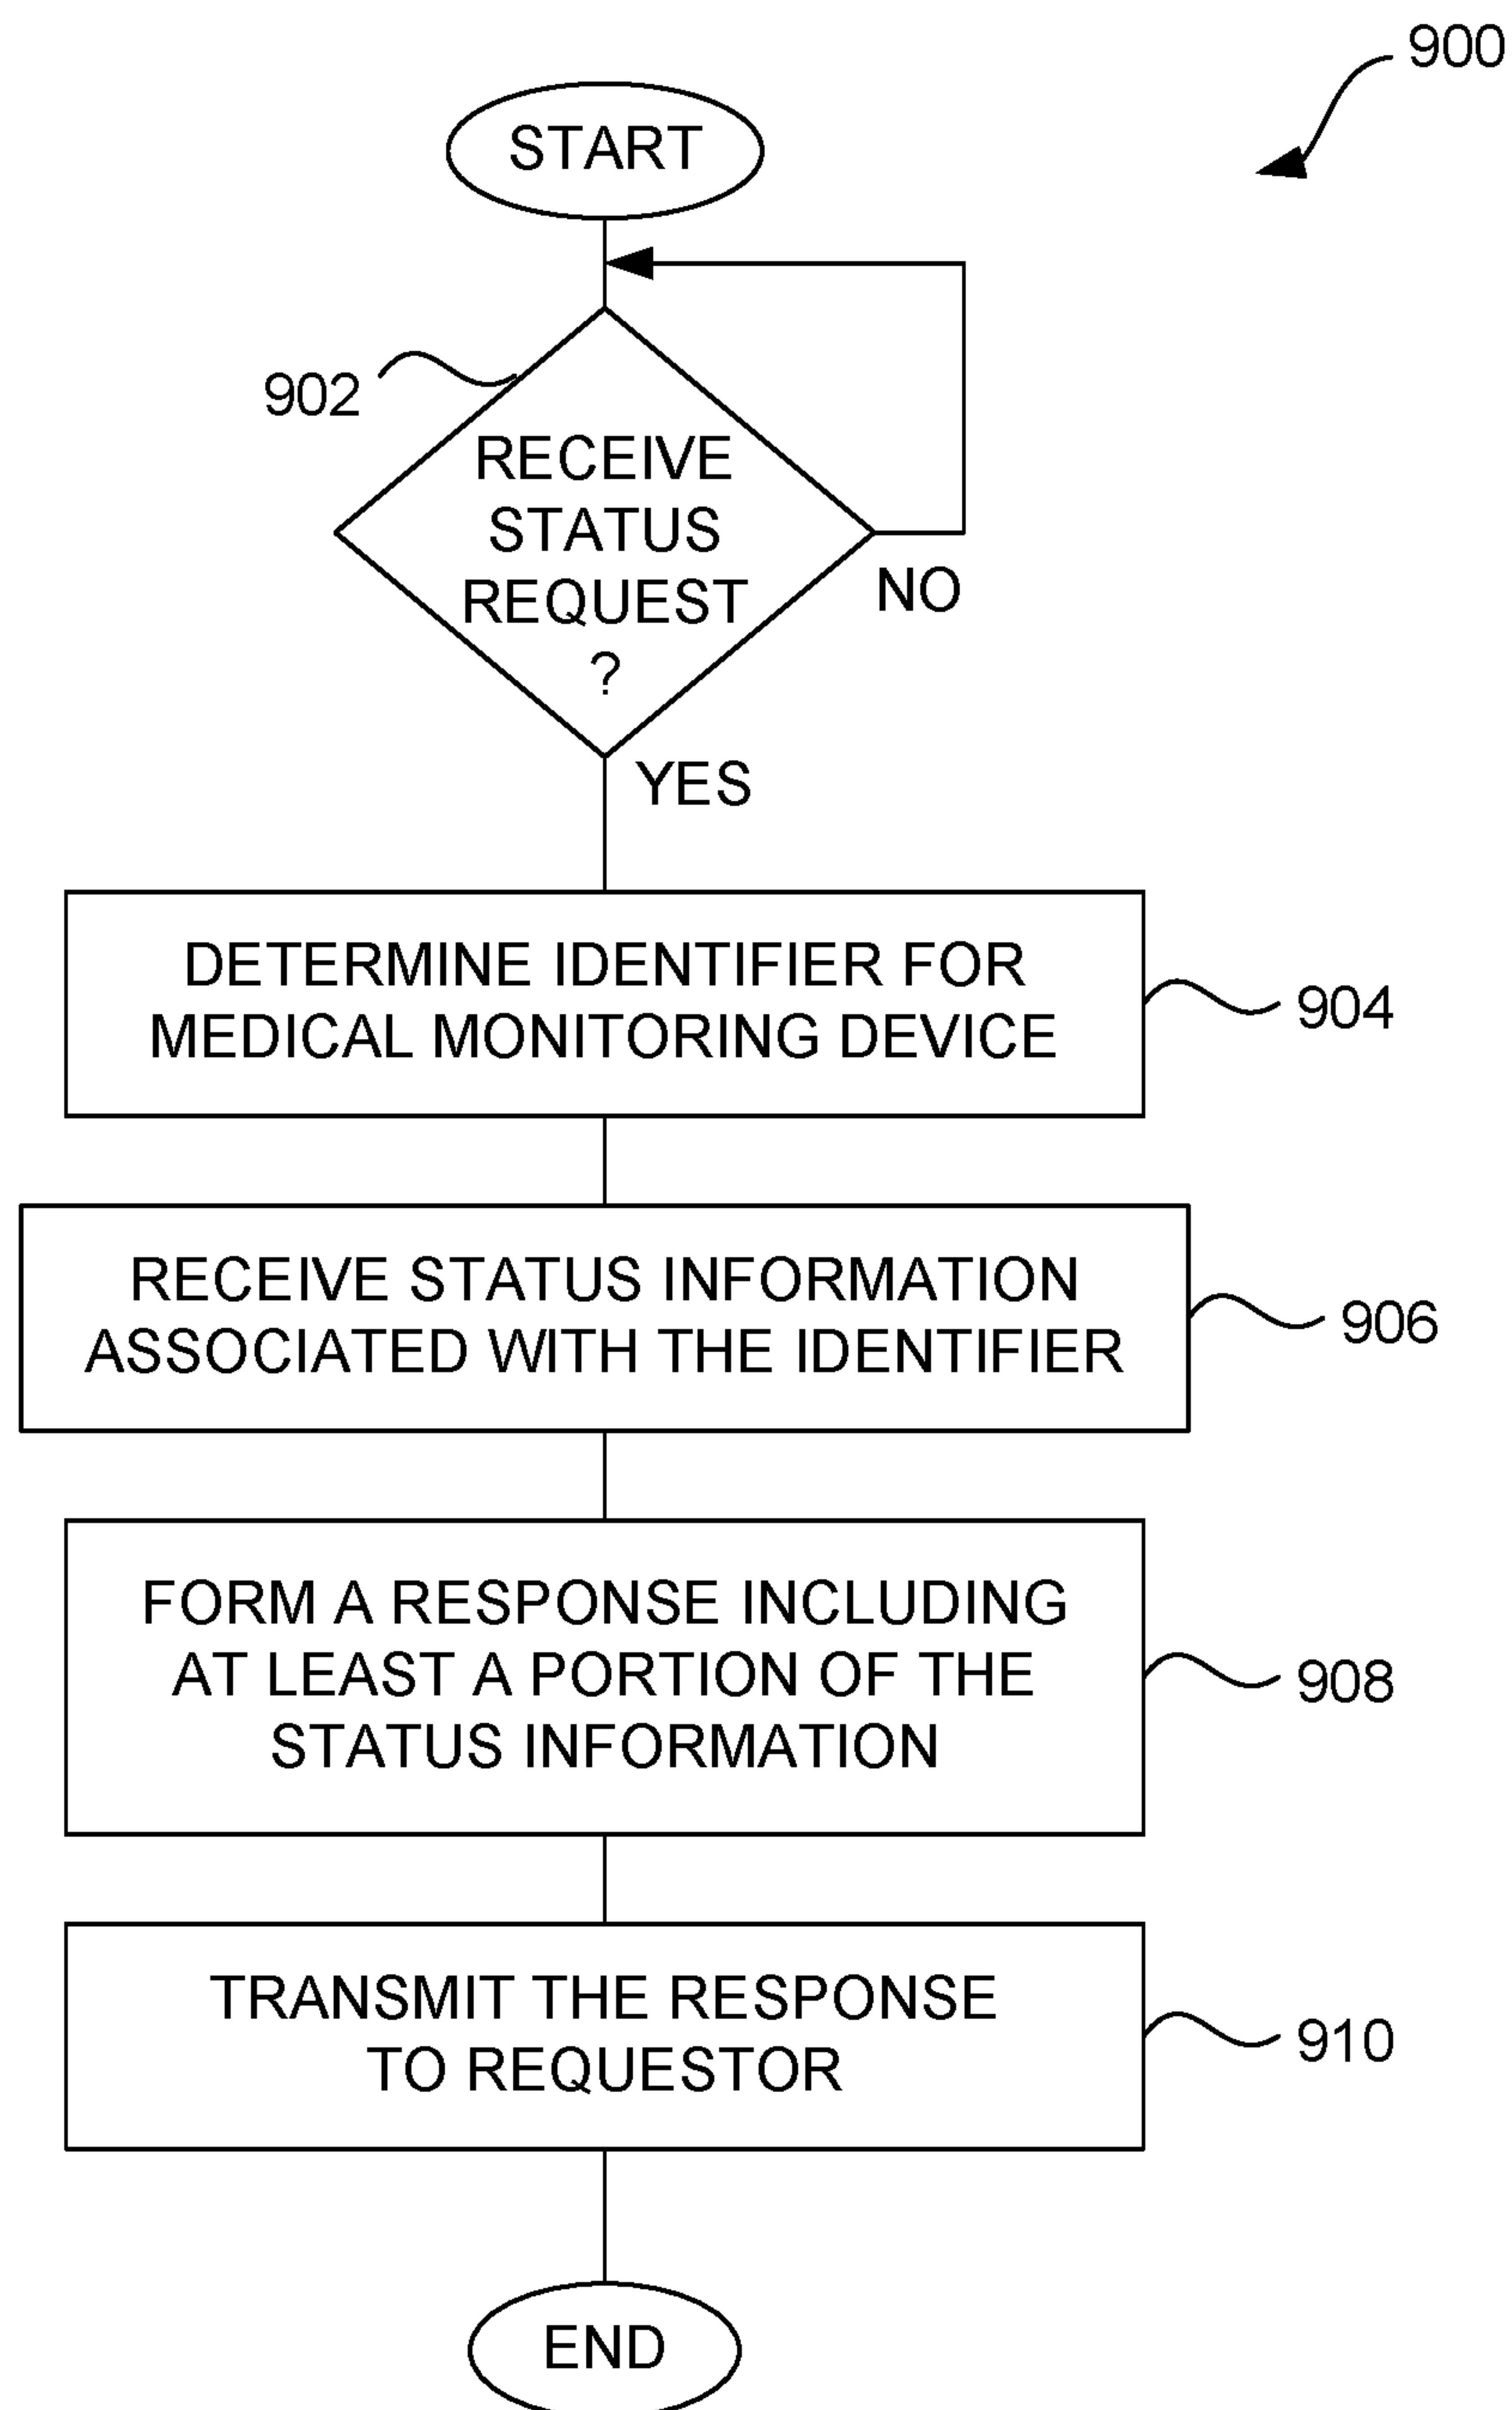 900
START
902
RECEIVE
STATUS
REQUEST
?
NO
YES
DETERMINE IDENTIFIER FOR
MEDICAL MONITORING DEVICE
904
RECEIVE STATUS INFORMATION
ASSOCIATED WITH THE IDENTIFIER
906
FORM A RESPONSE INCLUDING
AT LEAST A PORTION OF THE
STATUS INFORMATION
908
TRANSMIT THE RESPONSE
TO REQUESTOR
910
END